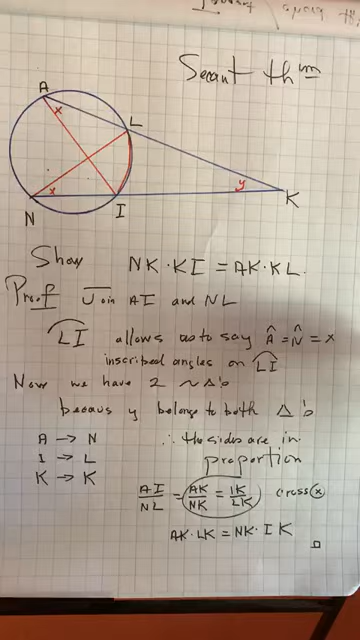 Secant thm
A
x
L
x
y
K
N
I
Show NK·KI = AK·KL.
Proof Join AI and NL
LI allows us to say Â = N̂ = x
inscribed angles on LI
Now we have 2 ~ Δ's
becaus y belongs to both Δ's
A → N ∴ the sides are in
I → L proportion
K → K
AI/NL = AK/NK = IK/LK cross ⓧ
AK·LK = NK·IK □